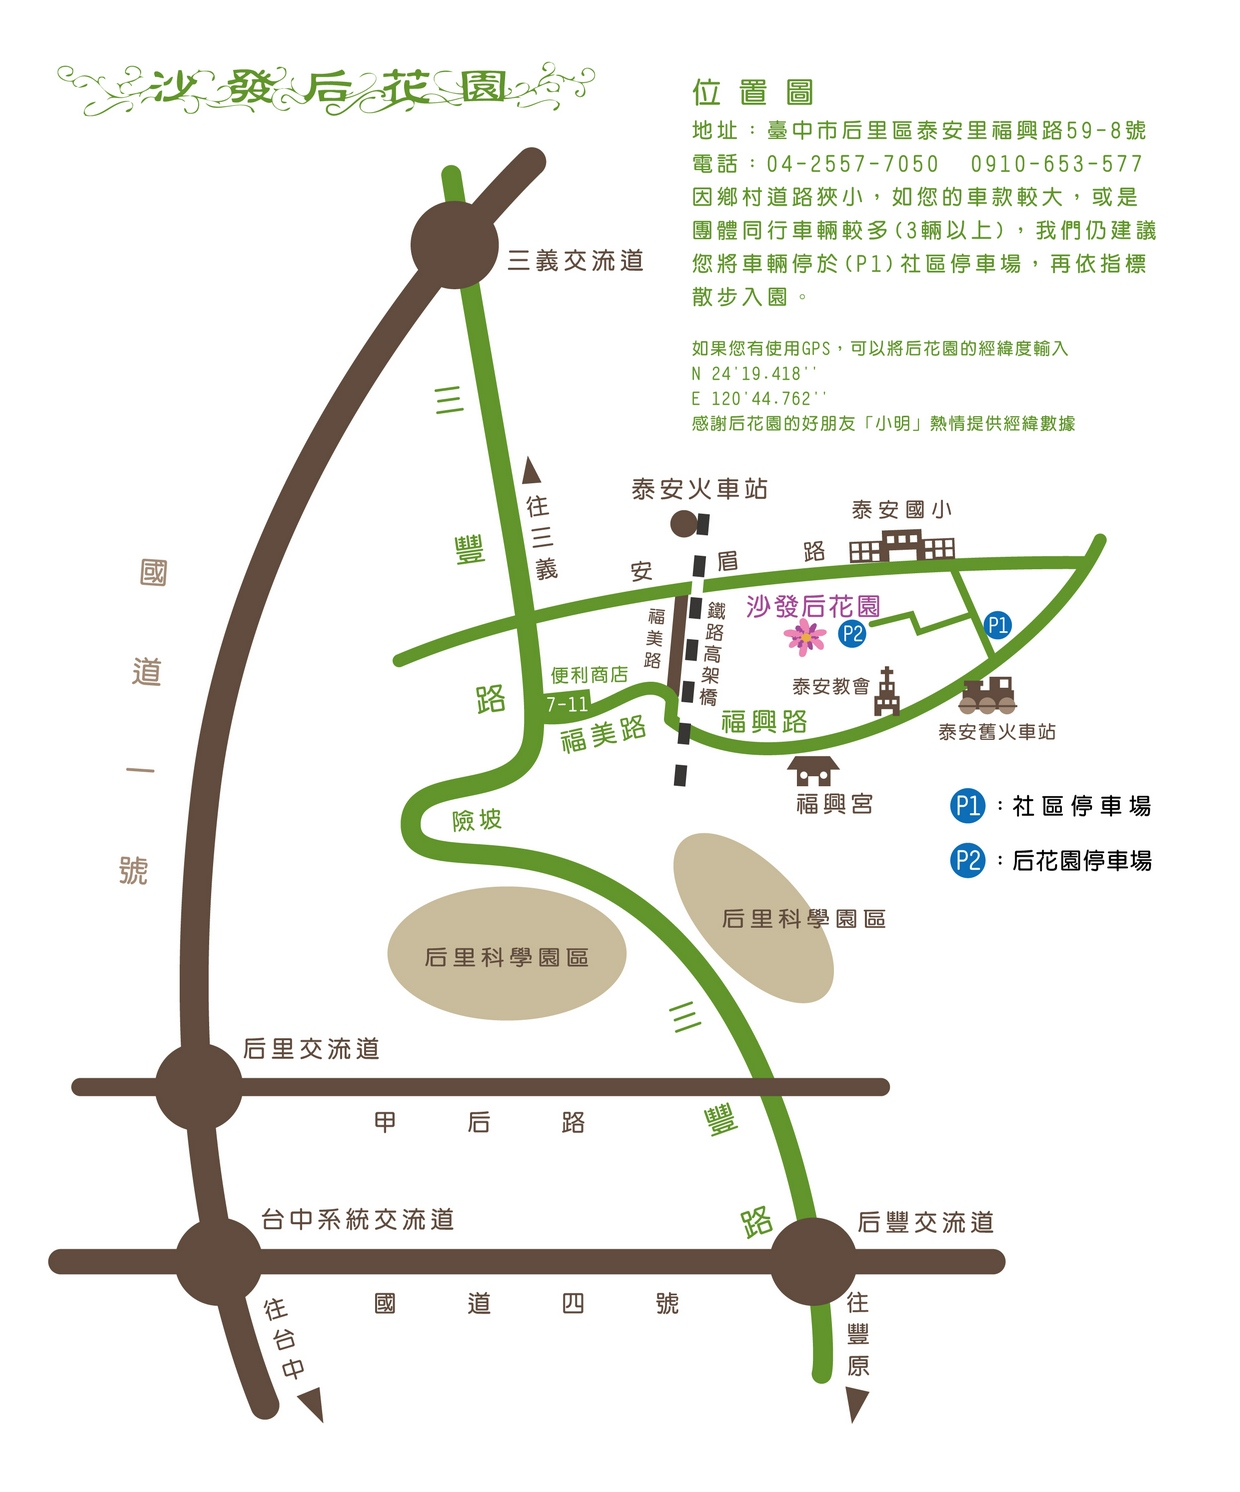 沙發后花園
位置圖
地址：臺中市后里區泰安里福興路59-8號
電話：04-2557-7050　0910-653-577
因鄉村道路狹小，如您的車款較大，或是
團體同行車輛較多(3輛以上)，我們仍建議
您將車輛停於(P1)社區停車場，再依指標
散步入園。
如果您有使用GPS，可以將后花園的經緯度輸入
N 24'19.418''
E 120'44.762''
感謝后花園的好朋友「小明」熱情提供經緯數據
三義交流道
三豐路
往三義
國道一號
泰安火車站
泰安國小
安眉路
沙發后花園
P2
P1
福美路
鐵路高架橋
便利商店
7-11
福美路
福興路
泰安教會
泰安舊火車站
福興宮
險坡
P1：社區停車場
P2：后花園停車場
后里科學園區
后里科學園區
三豐路
后里交流道
甲后路
台中系統交流道
后豐交流道
國道四號
往台中
往豐原